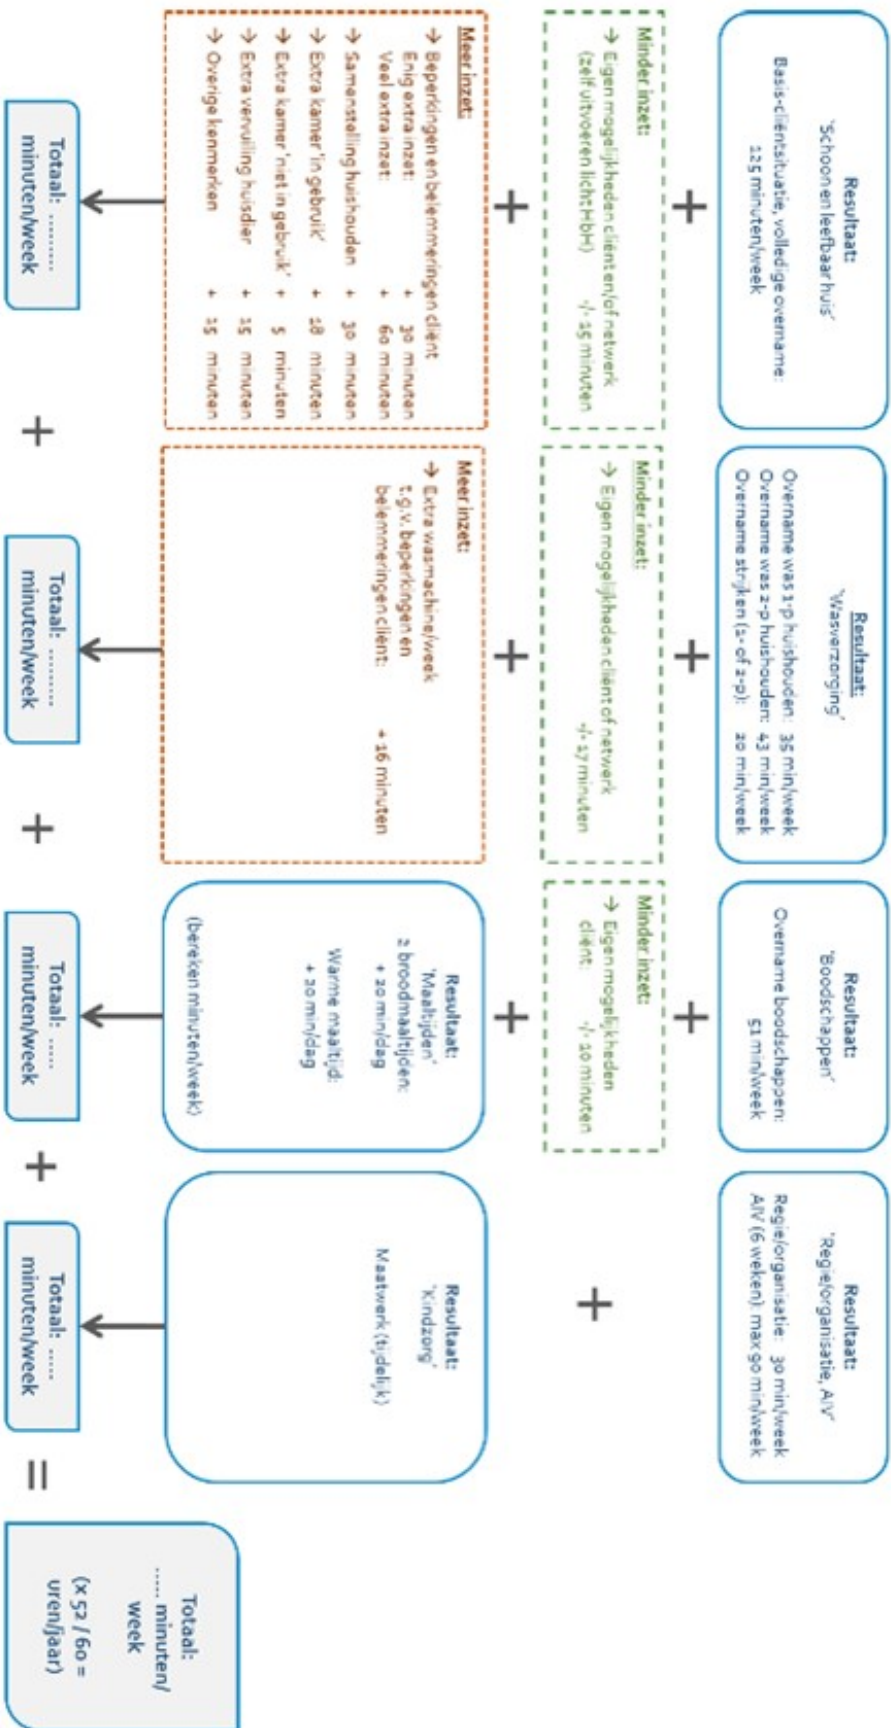 Resultaat:
'Schoon en leefbaar huis'
Basis-cliëntsituatie, volledige overname:
125 minuten/week
+
Minder inzet:
→ Eigen mogelijkheden cliënt en/of netwerk
(zelf uitvoeren licht HbH) -/- 15 minuten
+
Meer inzet:
→ Beperkingen en belemmeringen cliënt
Enig extra inzet: + 30 minuten
Veel extra inzet: + 60 minuten
→ Samenstelling huishouden + 30 minuten
→ Extra kamer 'in gebruik' + 18 minuten
→ Extra kamer 'niet in gebruik' + 5 minuten
→ Extra vervuiling huisdier + 15 minuten
→ Overige kenmerken + 15 minuten
Totaal: .........
minuten/week
+
Resultaat:
'Wasverzorging'
Overname was 1-p huishouden: 35 min/week
Overname was 2-p huishouden: 43 min/week
Overname strijken (1- of 2-p): 20 min/week
+
Minder inzet:
→ Eigen mogelijkheden cliënt of netwerk
-/- 17 minuten
+
Meer inzet:
→ Extra wasmachine/week
t.g.v. beperkingen en
belemmeringen cliënt: + 16 minuten
Totaal: .........
minuten/week
+
Resultaat:
'Boodschappen'
Overname boodschappen:
51 min/week
+
Minder inzet:
→ Eigen mogelijkheden
cliënt: -/- 10 minuten
+
Resultaat:
'Maaltijden'
2 broodmaaltijden:
+ 20 min/dag
Warme maaltijd:
+ 20 min/dag
(bereken minuten/week)
Totaal: .....
minuten/week
+
Resultaat:
'Regie/organisatie, AIV'
Regie/organisatie: 30 min/week
AIV (6 weken): max 90 min/week
+
Resultaat:
'Kindzorg'
Maatwerk (tijdelijk)
Totaal: .....
minuten/week
=
Totaal:
..... minuten/
week
(x 52 / 60 =
uren/jaar)